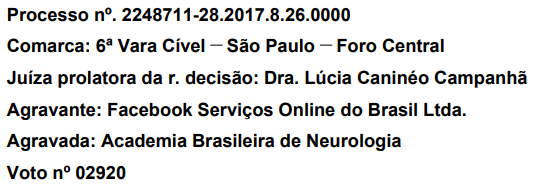 Processo nº. 2248711-28.2017.8.26.0000
Comarca: 6ª Vara Cível – São Paulo – Foro Central
Juíza prolatora da r. decisão: Dra. Lúcia Caninéo Campanhã
Agravante: Facebook Serviços Online do Brasil Ltda.
Agravada: Academia Brasileira de Neurologia
Voto nº 02920